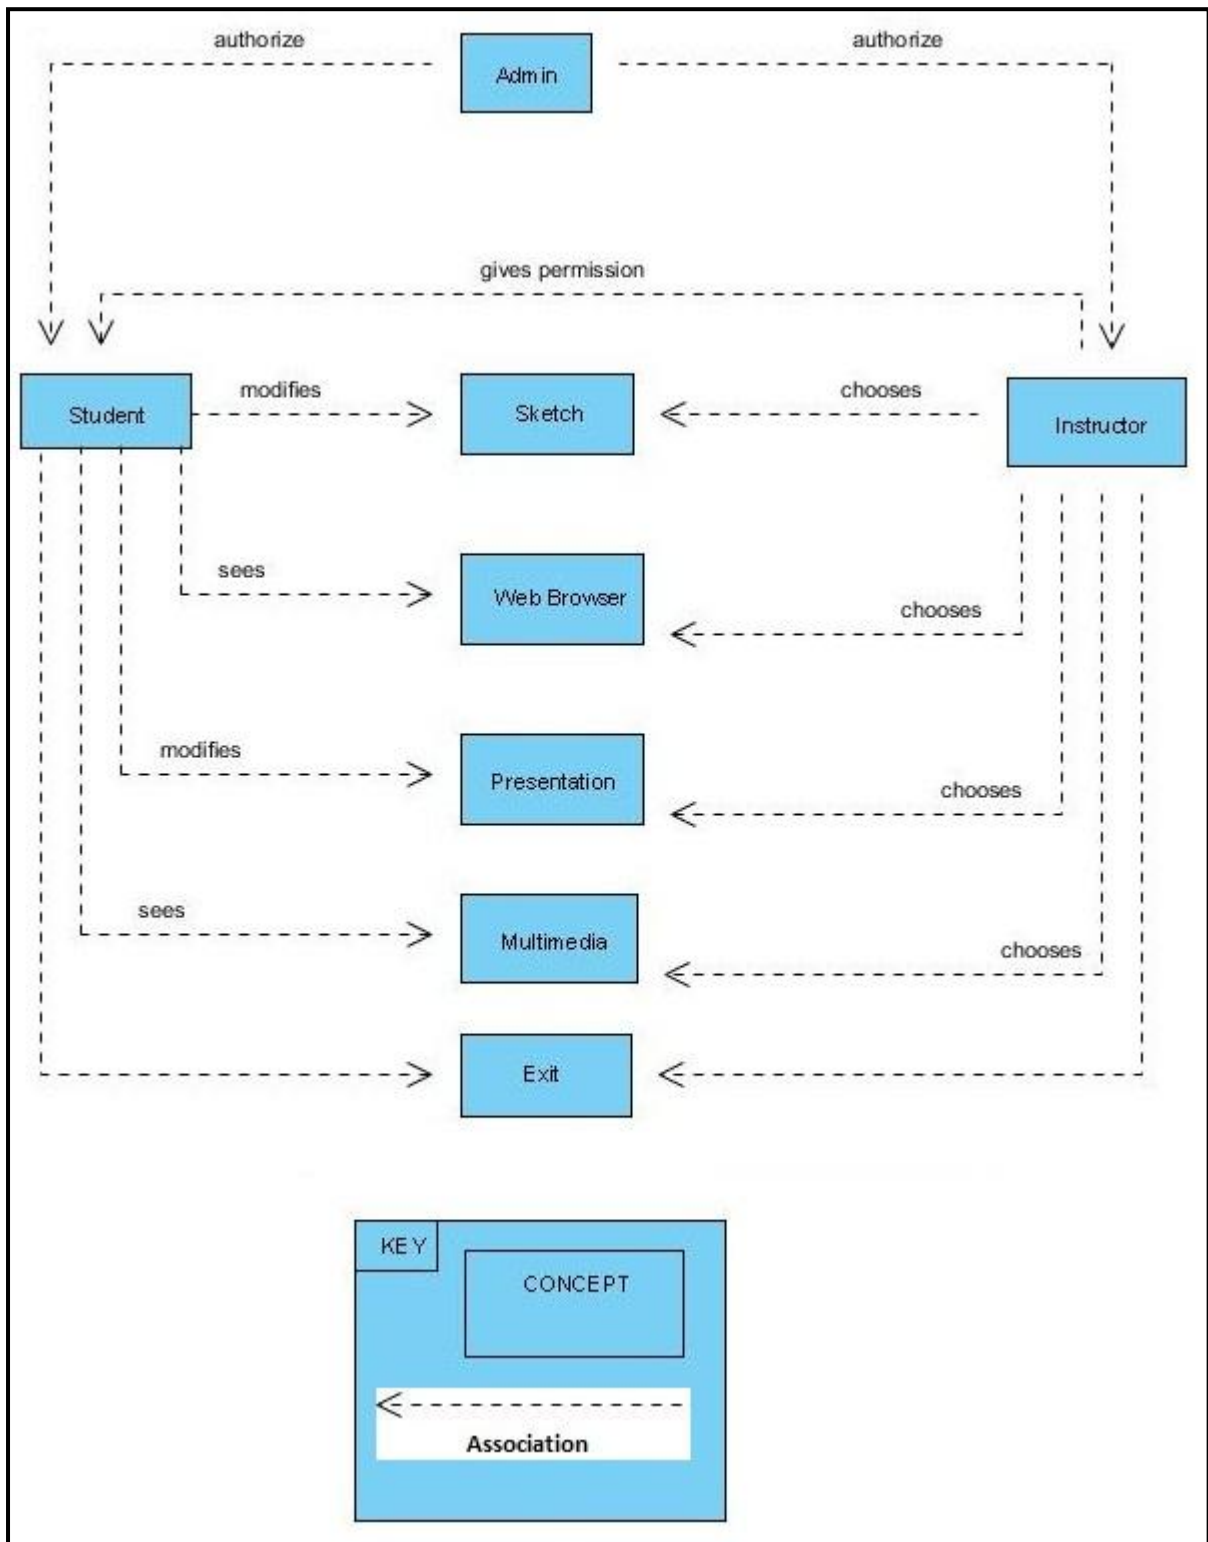 authorize
authorize
Admin
gives permission
Student
modifies
Sketch
chooses
Instructor
sees
Web Browser
chooses
modifies
Presentation
chooses
sees
Multimedia
chooses
Exit
KEY
CONCEPT
Association